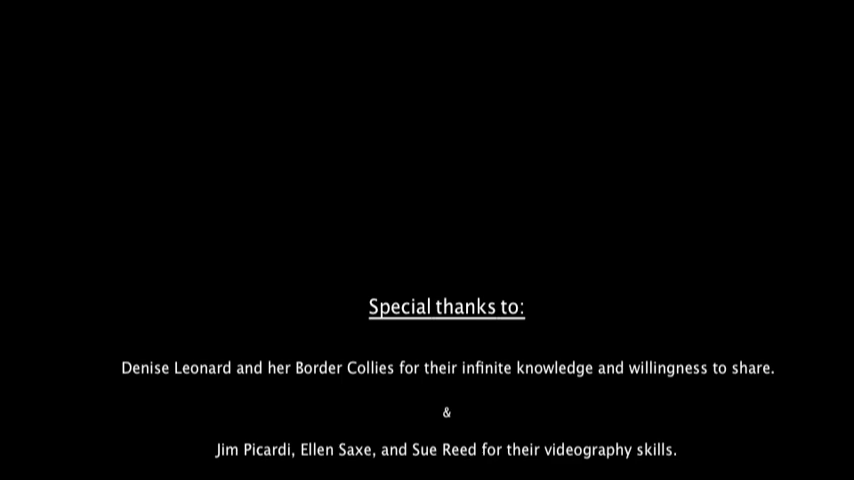 Special thanks to:
Denise Leonard and her Border Collies for their infinite knowledge and willingness to share.
&
Jim Picardi, Ellen Saxe, and Sue Reed for their videography skills.